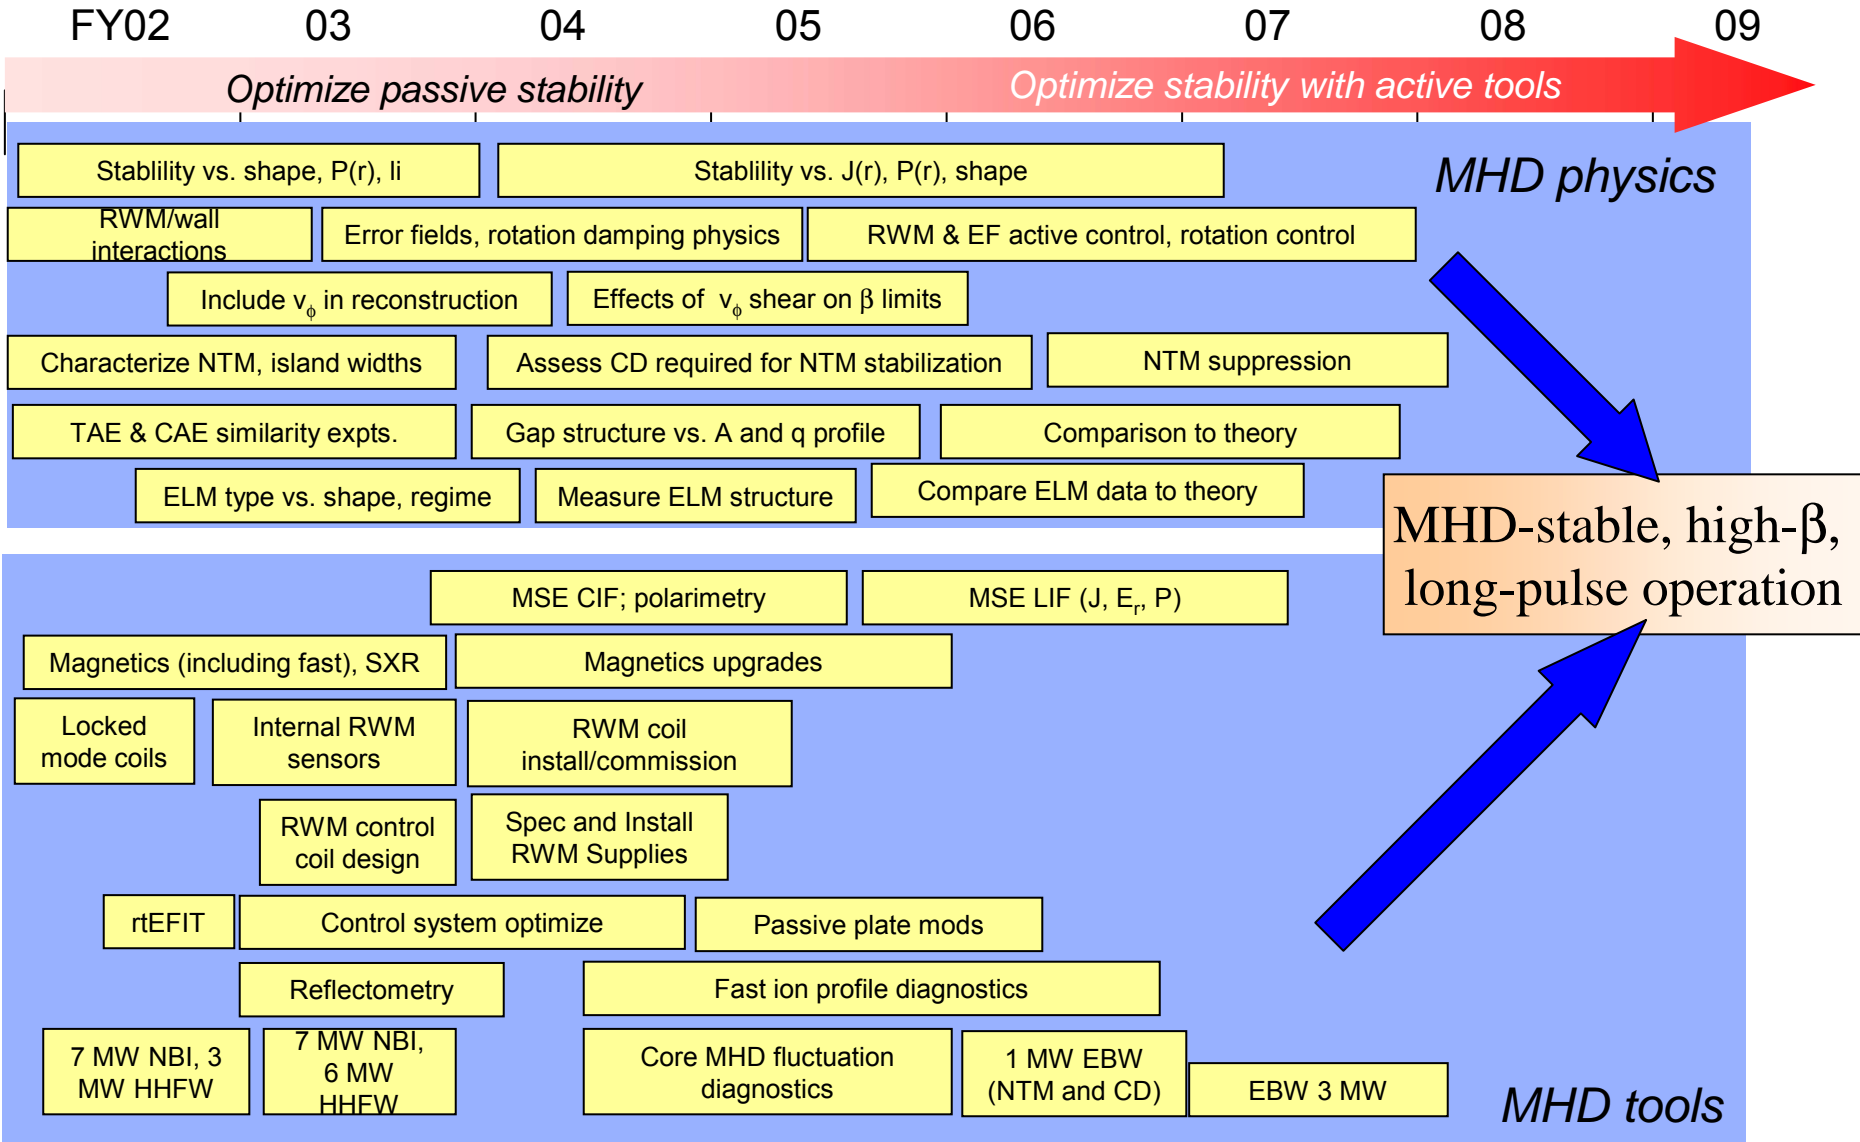 FY02 03 04 05 06 07 08 09
Optimize passive stability
Optimize stability with active tools
MHD physics
Stablility vs. shape, P(r), li
Stablility vs. J(r), P(r), shape
RWM/wall
interactions
Error fields, rotation damping physics
RWM & EF active control, rotation control
Include vϕ in reconstruction
Effects of vϕ shear on β limits
Characterize NTM, island widths
Assess CD required for NTM stabilization
NTM suppression
TAE & CAE similarity expts.
Gap structure vs. A and q profile
Comparison to theory
ELM type vs. shape, regime
Measure ELM structure
Compare ELM data to theory
MHD-stable, high-β,
long-pulse operation
MSE CIF; polarimetry
MSE LIF (J, Er, P)
Magnetics (including fast), SXR
Magnetics upgrades
Locked
mode coils
Internal RWM
sensors
RWM coil
install/commission
RWM control
coil design
Spec and Install
RWM Supplies
rtEFIT
Control system optimize
Passive plate mods
Reflectometry
Fast ion profile diagnostics
7 MW NBI, 3
MW HHFW
7 MW NBI,
6 MW
HHFW
Core MHD fluctuation
diagnostics
1 MW EBW
(NTM and CD)
EBW 3 MW
MHD tools